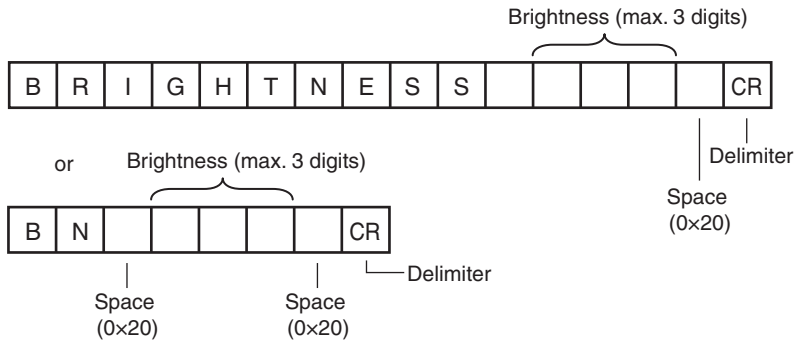 Brightness (max. 3 digits)
B R I G H T N E S S CR
Delimiter
Space
(0×20)
or
Brightness (max. 3 digits)
B N CR
Delimiter
Space
(0×20)
Space
(0×20)